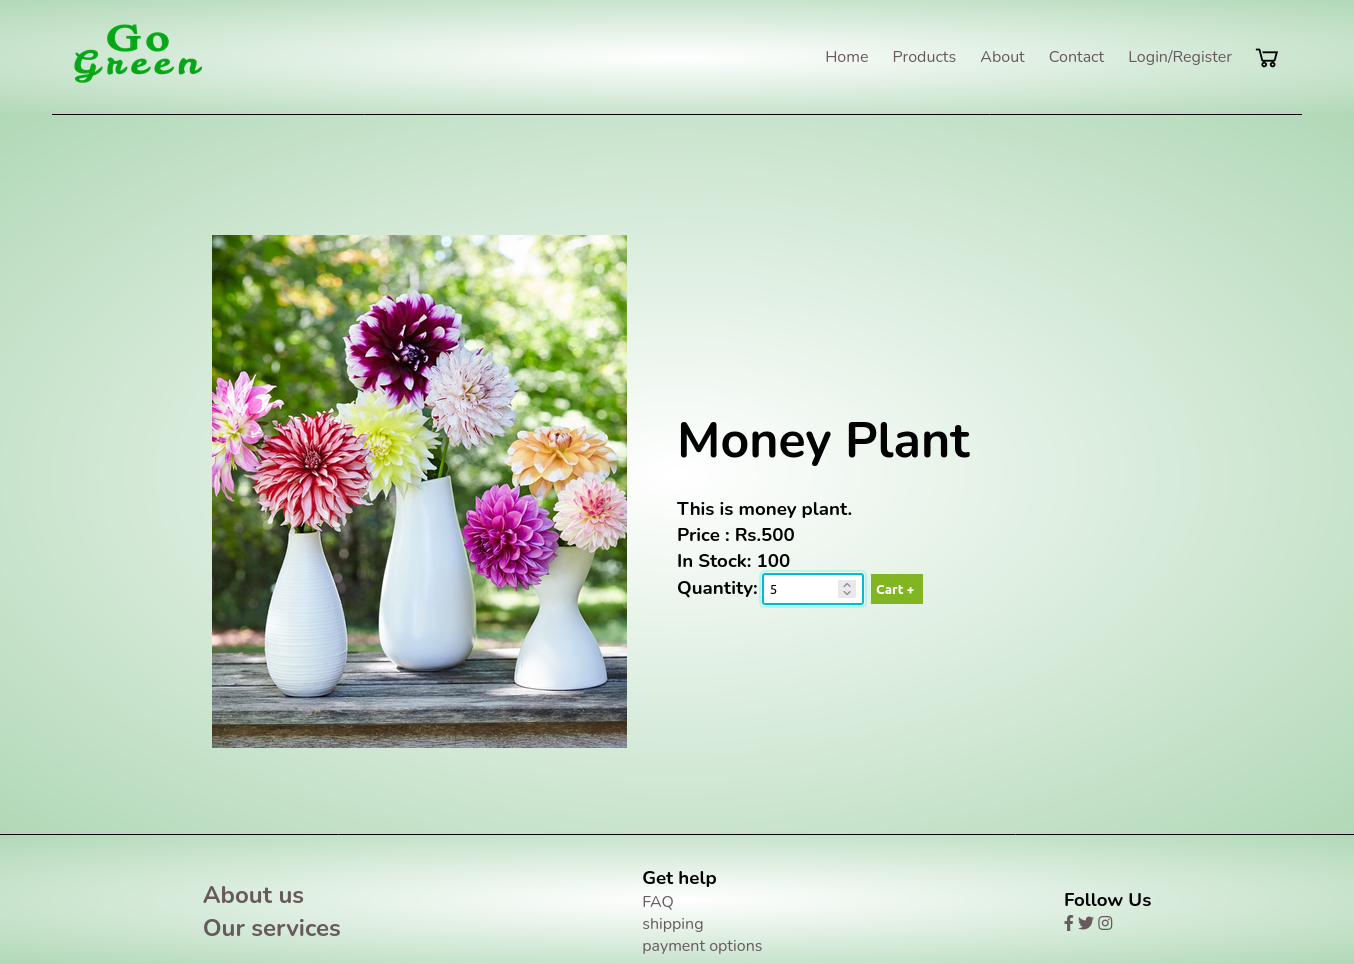 Go
Green
Home Products About Contact Login/Register
Money Plant
This is money plant.
Price : Rs.500
In Stock: 100
Quantity: 5 Cart +
About us
Our services
Get help
FAQ
shipping
payment options
Follow Us